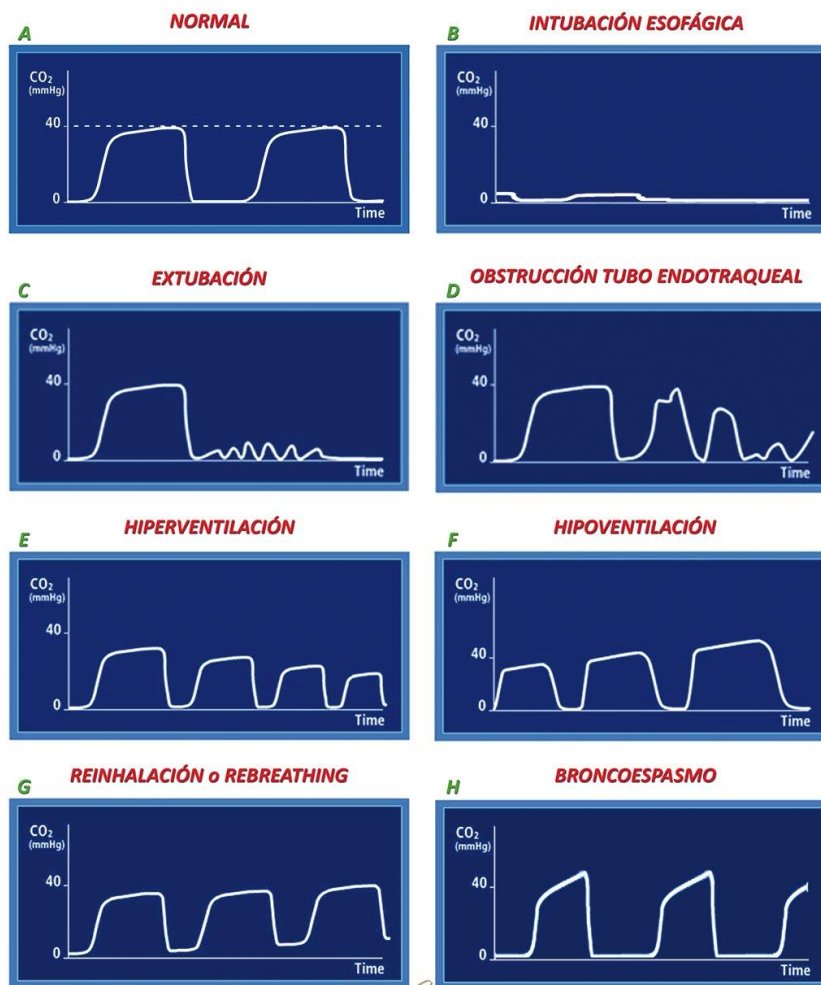 A
NORMAL
CO₂
(mmHg)
40
0
Time
B
INTUBACIÓN ESOFÁGICA
CO₂
(mmHg)
40
0
Time
C
EXTUBACIÓN
CO₂
(mmHg)
40
0
Time
D
OBSTRUCCIÓN TUBO ENDOTRAQUEAL
CO₂
(mmHg)
40
0
Time
E
HIPERVENTILACIÓN
CO₂
(mmHg)
40
0
Time
F
HIPOVENTILACIÓN
CO₂
(mmHg)
40
0
Time
G
REINHALACIÓN o REBREATHING
CO₂
(mmHg)
40
0
Time
H
BRONCOESPASMO
CO₂
(mmHg)
40
0
Time